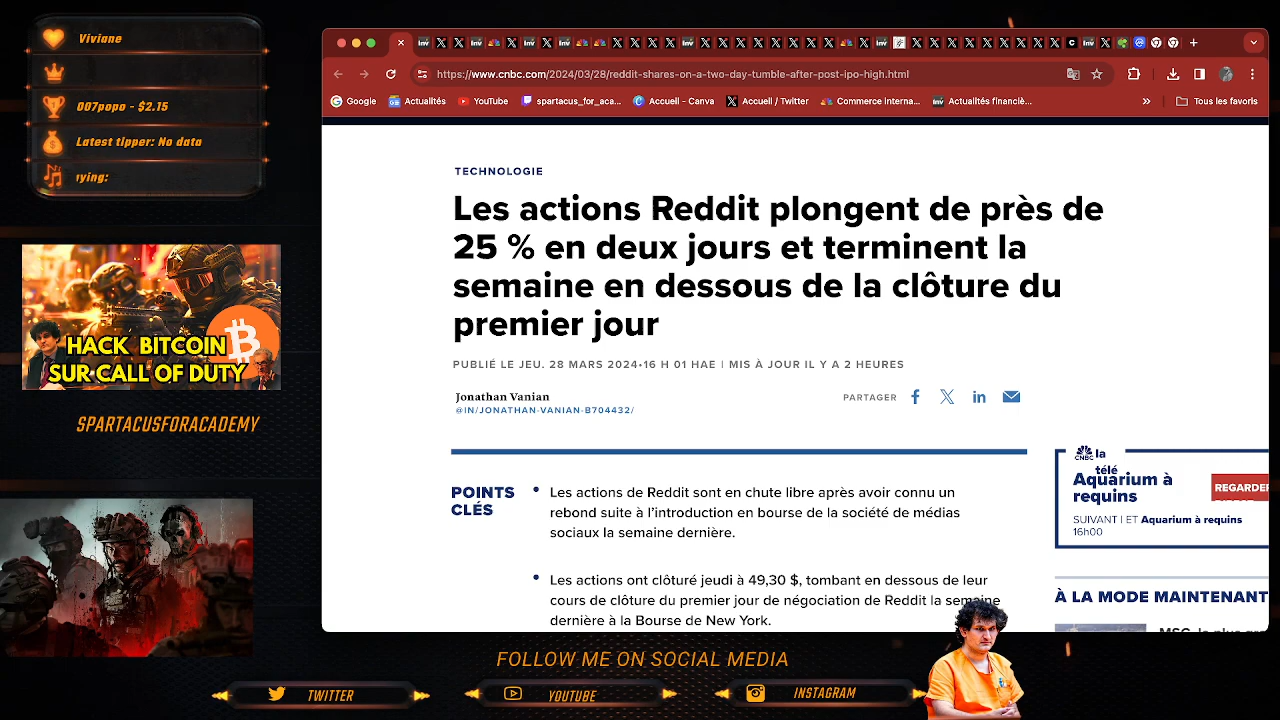 Viviane
007popo - $2.15
Latest tipper: No data
ying:
HACK BITCOIN
SUR CALL OF DUTY
SPARTACUSFORACADEMY
https://www.cnbc.com/2024/03/28/reddit-shares-on-a-two-day-tumble-after-post-ipo-high.html
Google
Actualités
YouTube
spartacus_for_aca...
Accueil - Canva
Accueil / Twitter
Commerce interna...
Actualités financiè...
Tous les favoris
TECHNOLOGIE
Les actions Reddit plongent de près de
25 % en deux jours et terminent la
semaine en dessous de la clôture du
premier jour
PUBLIÉ LE JEU. 28 MARS 2024•16 H 01 HAE | MIS À JOUR IL Y A 2 HEURES
Jonathan Vanian
@IN/JONATHAN-VANIAN-B704432/
PARTAGER
POINTS
CLÉS
Les actions de Reddit sont en chute libre après avoir connu un
rebond suite à l'introduction en bourse de la société de médias
sociaux la semaine dernière.
Les actions ont clôturé jeudi à 49,30 $, tombant en dessous de leur
cours de clôture du premier jour de négociation de Reddit la semaine
dernière à la Bourse de New York.
CNBC
la
télé
Aquarium à
requins
REGARDER
SUIVANT | ET Aquarium à requins
16h00
À LA MODE MAINTENANT
FOLLOW ME ON SOCIAL MEDIA
TWITTER
YOUTUBE
INSTAGRAM